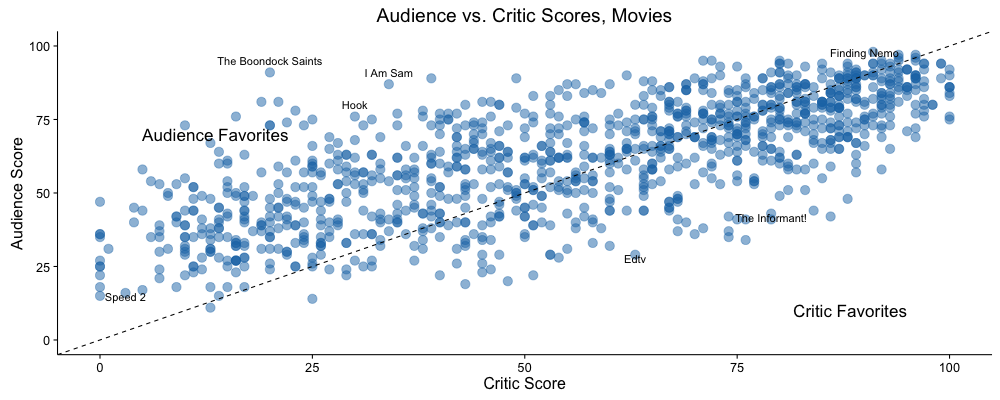 Audience vs. Critic Scores, Movies
100
75
50
25
0
Audience Score
The Boondock Saints
I Am Sam
Finding Nemo
Hook
Audience Favorites
The Informant!
Edtv
Speed 2
Critic Favorites
0
25
50
75
100
Critic Score